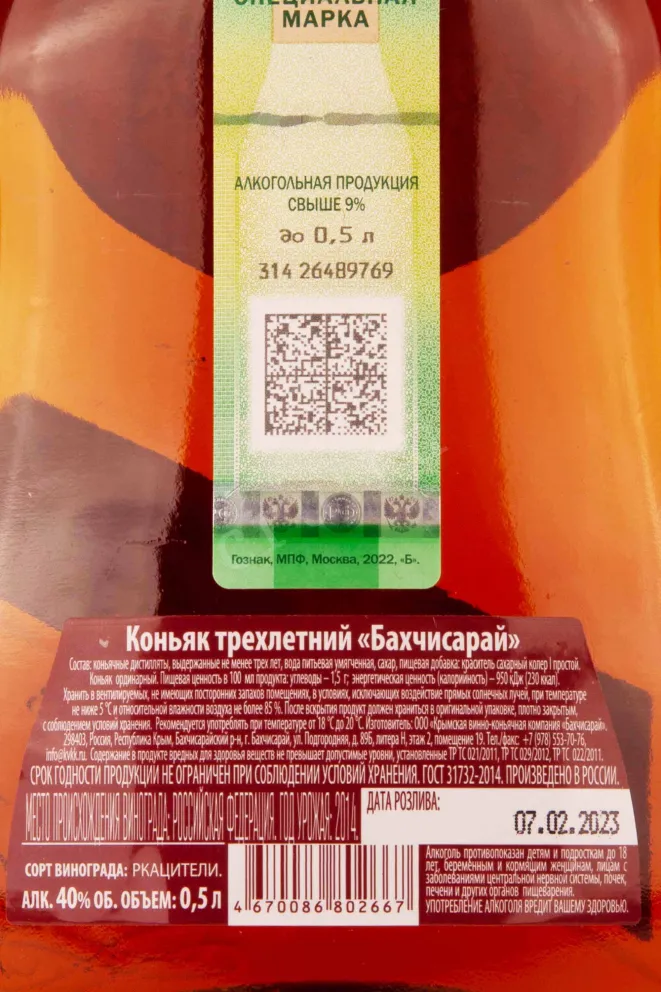 СПЕЦИАЛЬНАЯ
МАРКА
АЛКОГОЛЬНАЯ ПРОДУКЦИЯ
СВЫШЕ 9%
до 0,5 л
314 26489769
Гознак, МПФ, Москва, 2022, «Б».
Коньяк трехлетний «Бахчисарай»
Состав: коньячные дистилляты, выдержанные не менее трех лет, вода питьевая умягченная, сахар, пищевая добавка: краситель сахарный колер I простой.
Коньяк ординарный. Пищевая ценность в 100 мл продукта: углеводы – 1,5 г; энергетическая ценность (калорийность) – 950 кДж (230 ккал).
Хранить в вентилируемых, не имеющих посторонних запахов помещениях, в условиях, исключающих воздействие прямых солнечных лучей, при температуре
не ниже 5 °С и относительной влажности воздуха не более 85 %. После вскрытия продукт должен храниться в оригинальной упаковке, плотно закрытым,
с соблюдением условий хранения. Рекомендуется употреблять при температуре от 18 °С до 20 °С. Изготовитель: ООО «Крымская винно-коньячная компания «Бахчисарай».
298403, Россия, Республика Крым, Бахчисарайский р-н, г. Бахчисарай, ул. Подгородняя, д. 89Б, литера Н, этаж 2, помещение 19. Тел./факс: +7 (978) 553-70-76,
info@kvkk.ru. Содержание в продукте вредных для здоровья веществ не превышает допустимые уровни, установленные ТР ТС 021/2011, ТР ТС 029/2012, ТР ТС 022/2011.
СРОК ГОДНОСТИ ПРОДУКЦИИ НЕ ОГРАНИЧЕН ПРИ СОБЛЮДЕНИИ УСЛОВИЙ ХРАНЕНИЯ. ГОСТ 31732-2014. ПРОИЗВЕДЕНО В РОССИИ.
МЕСТО ПРОИСХОЖДЕНИЯ ВИНОГРАДА: РОССИЙСКАЯ ФЕДЕРАЦИЯ. ГОД УРОЖАЯ: 2014.
ДАТА РОЗЛИВА:
07.02.2023
СОРТ ВИНОГРАДА: РКАЦИТЕЛИ.
АЛК. 40% ОБ. ОБЪЕМ: 0,5 л
4 670086 802667
Алкоголь противопоказан детям и подросткам до 18
лет, беременным и кормящим женщинам, лицам с
заболеваниями центральной нервной системы, почек,
печени и других органов пищеварения.
УПОТРЕБЛЕНИЕ АЛКОГОЛЯ ВРЕДИТ ВАШЕМУ ЗДОРОВЬЮ.